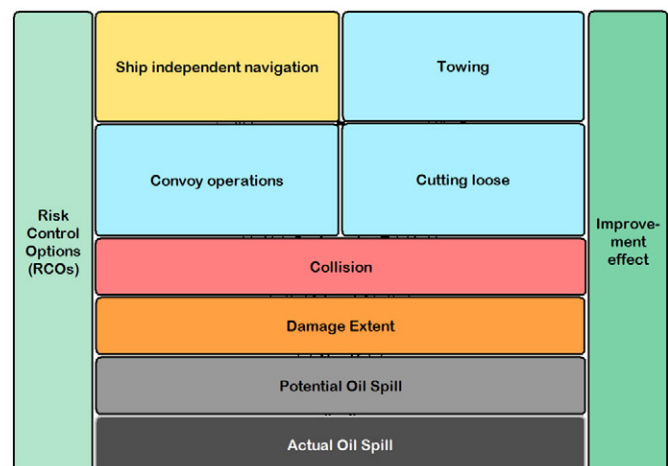 Ship independent navigation
Towing
Convoy operations
Cutting loose
Risk
Control
Options
(RCOs)
Improve-
ment
effect
Collision
Damage Extent
Potential Oil Spill
Actual Oil Spill